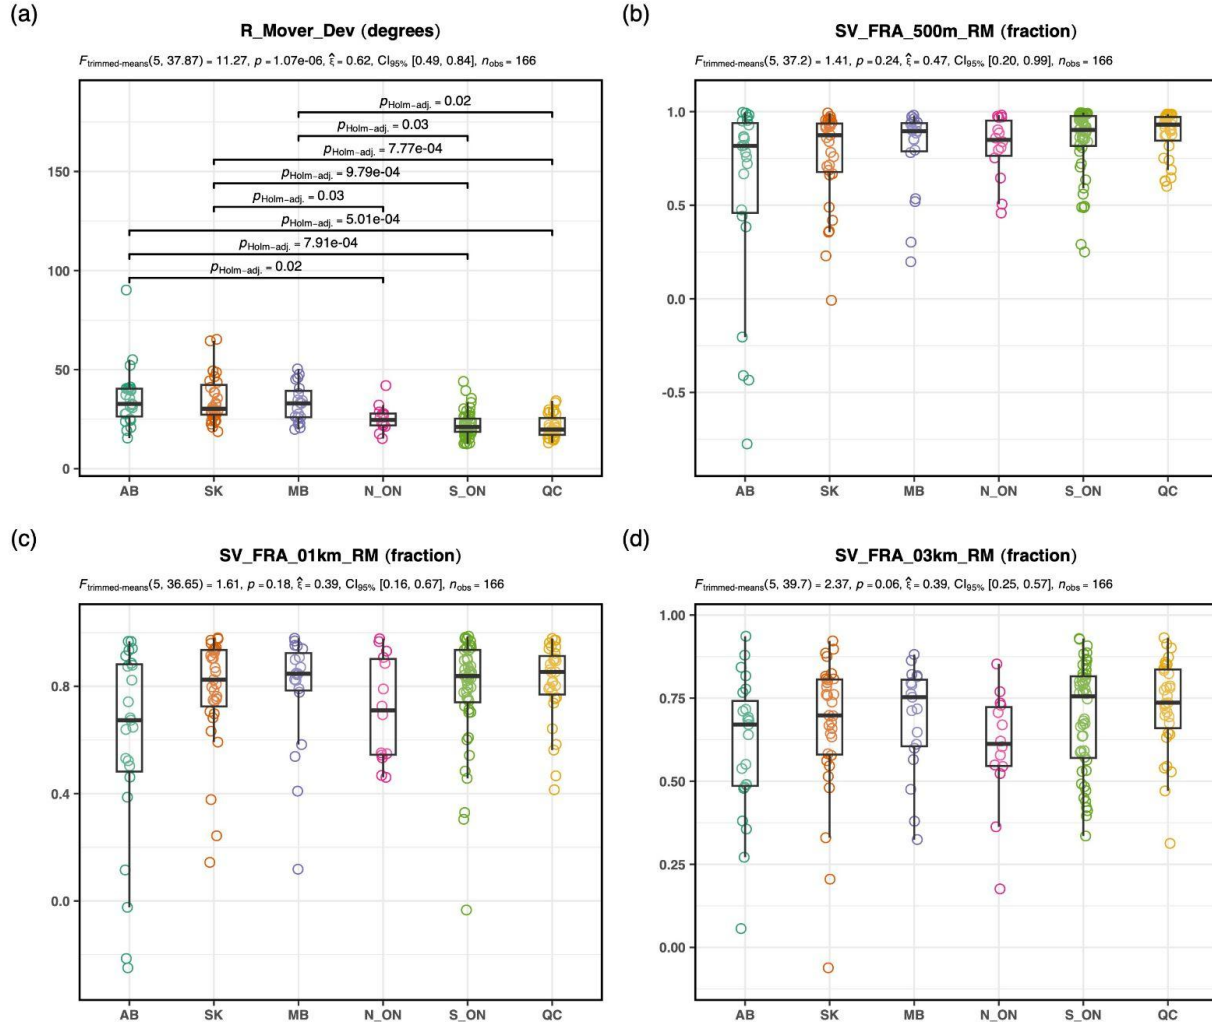 (a)
R_Mover_Dev (degrees)
F trimmed-means(5, 37.87) = 11.27, p = 1.07e-06, ξ̂ = 0.62, CI95% [0.49, 0.84], nobs = 166
pHolm-adj. = 0.02
pHolm-adj. = 0.03
pHolm-adj. = 7.77e-04
pHolm-adj. = 9.79e-04
pHolm-adj. = 0.03
pHolm-adj. = 5.01e-04
pHolm-adj. = 7.91e-04
pHolm-adj. = 0.02
150
100
50
0
AB SK MB N_ON S_ON QC
(b)
SV_FRA_500m_RM (fraction)
F trimmed-means(5, 37.2) = 1.41, p = 0.24, ξ̂ = 0.47, CI95% [0.20, 0.99], nobs = 166
1.0
0.5
0.0
-0.5
AB SK MB N_ON S_ON QC
(c)
SV_FRA_01km_RM (fraction)
F trimmed-means(5, 36.65) = 1.61, p = 0.18, ξ̂ = 0.39, CI95% [0.16, 0.67], nobs = 166
0.8
0.4
0.0
AB SK MB N_ON S_ON QC
(d)
SV_FRA_03km_RM (fraction)
F trimmed-means(5, 39.7) = 2.37, p = 0.06, ξ̂ = 0.39, CI95% [0.25, 0.57], nobs = 166
1.00
0.75
0.50
0.25
0.00
AB SK MB N_ON S_ON QC